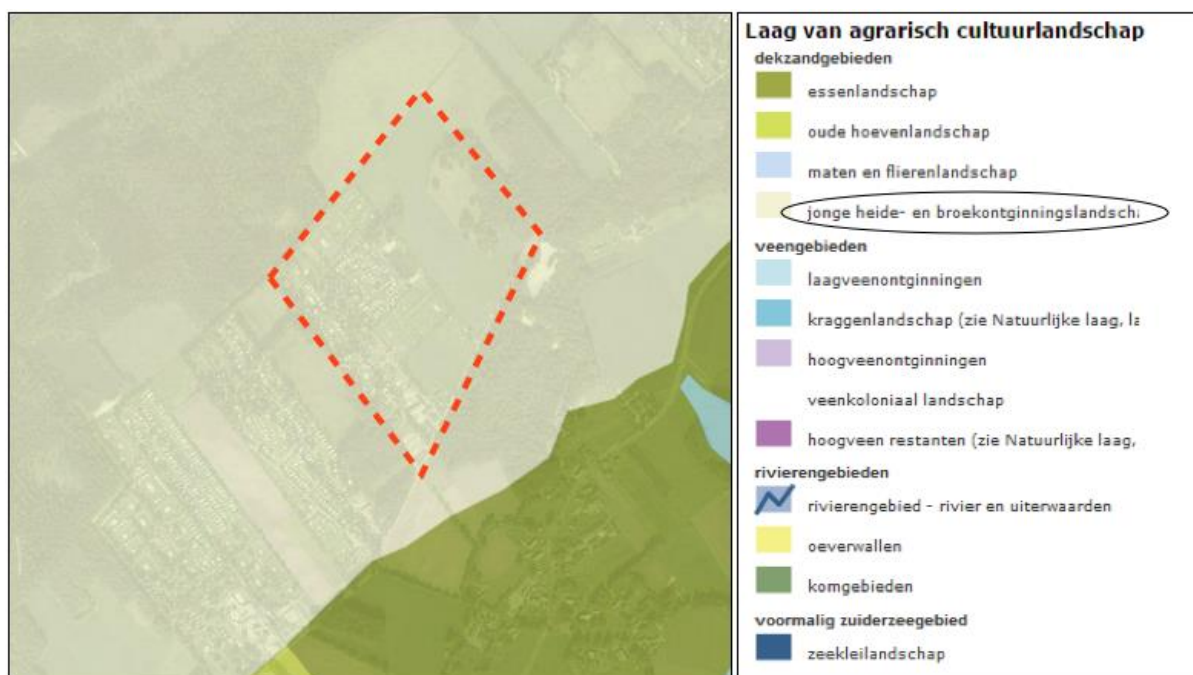 Laag van agrarisch cultuurlandschap
dekzandgebieden
essenlandschap
oude hoevenlandschap
maten en flierenlandschap
jonge heide- en broekontginningslandscha
veengebieden
laagveenontginningen
kraggenlandschap (zie Natuurlijke laag, la
hoogveenontginningen
veenkoloniaal landschap
hoogveen restanten (zie Natuurlijke laag,
rivierengebieden
rivierengebied - rivier en uiterwaarden
oeverwallen
komgebieden
voormalig zuiderzeegebied
zeekleilandschap